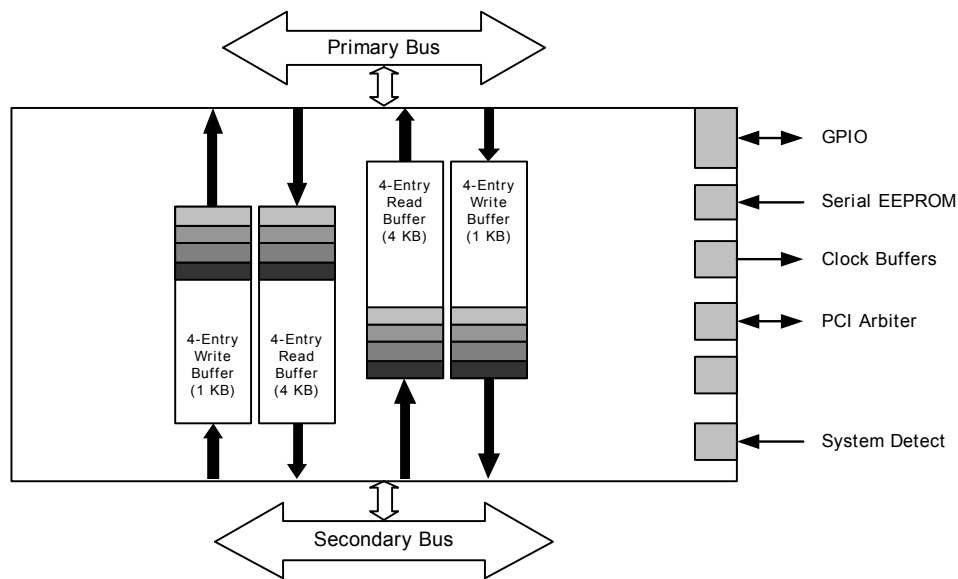 Primary Bus
4-Entry
Read
Buffer
(4 KB)
4-Entry
Write
Buffer
(1 KB)
4-Entry
Write
Buffer
(1 KB)
4-Entry
Read
Buffer
(4 KB)
GPIO
Serial EEPROM
Clock Buffers
PCI Arbiter
System Detect
Secondary Bus